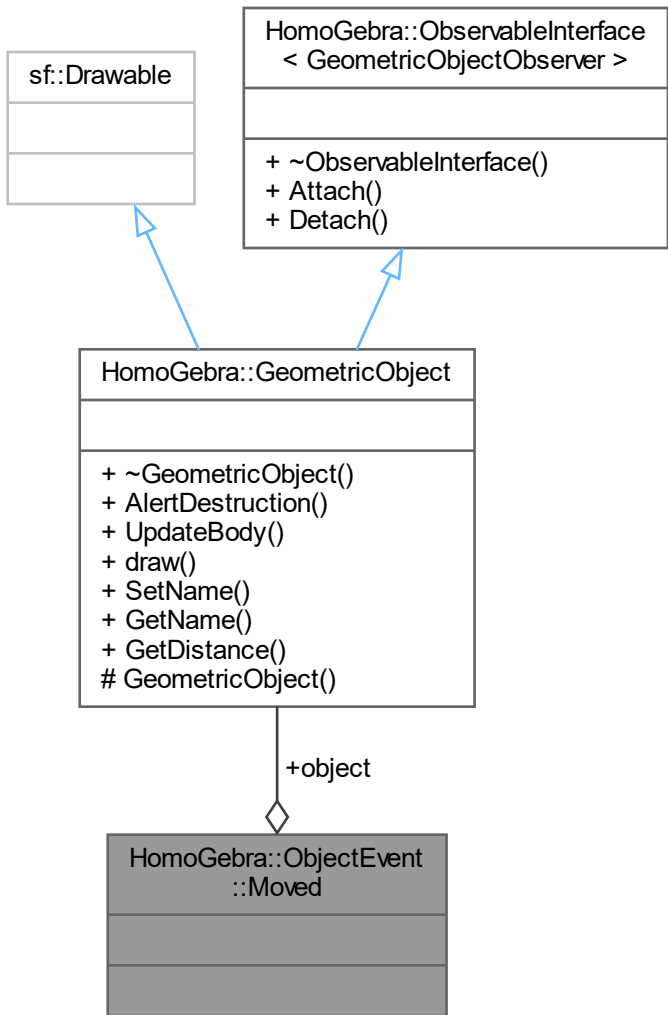 sf::Drawable
HomoGebra::ObservableInterface
< GeometricObjectObserver >
+ ~ObservableInterface()
+ Attach()
+ Detach()
HomoGebra::GeometricObject
+ ~GeometricObject()
+ AlertDestruction()
+ UpdateBody()
+ draw()
+ SetName()
+ GetName()
+ GetDistance()
# GeometricObject()
+object
HomoGebra::ObjectEvent
::Moved